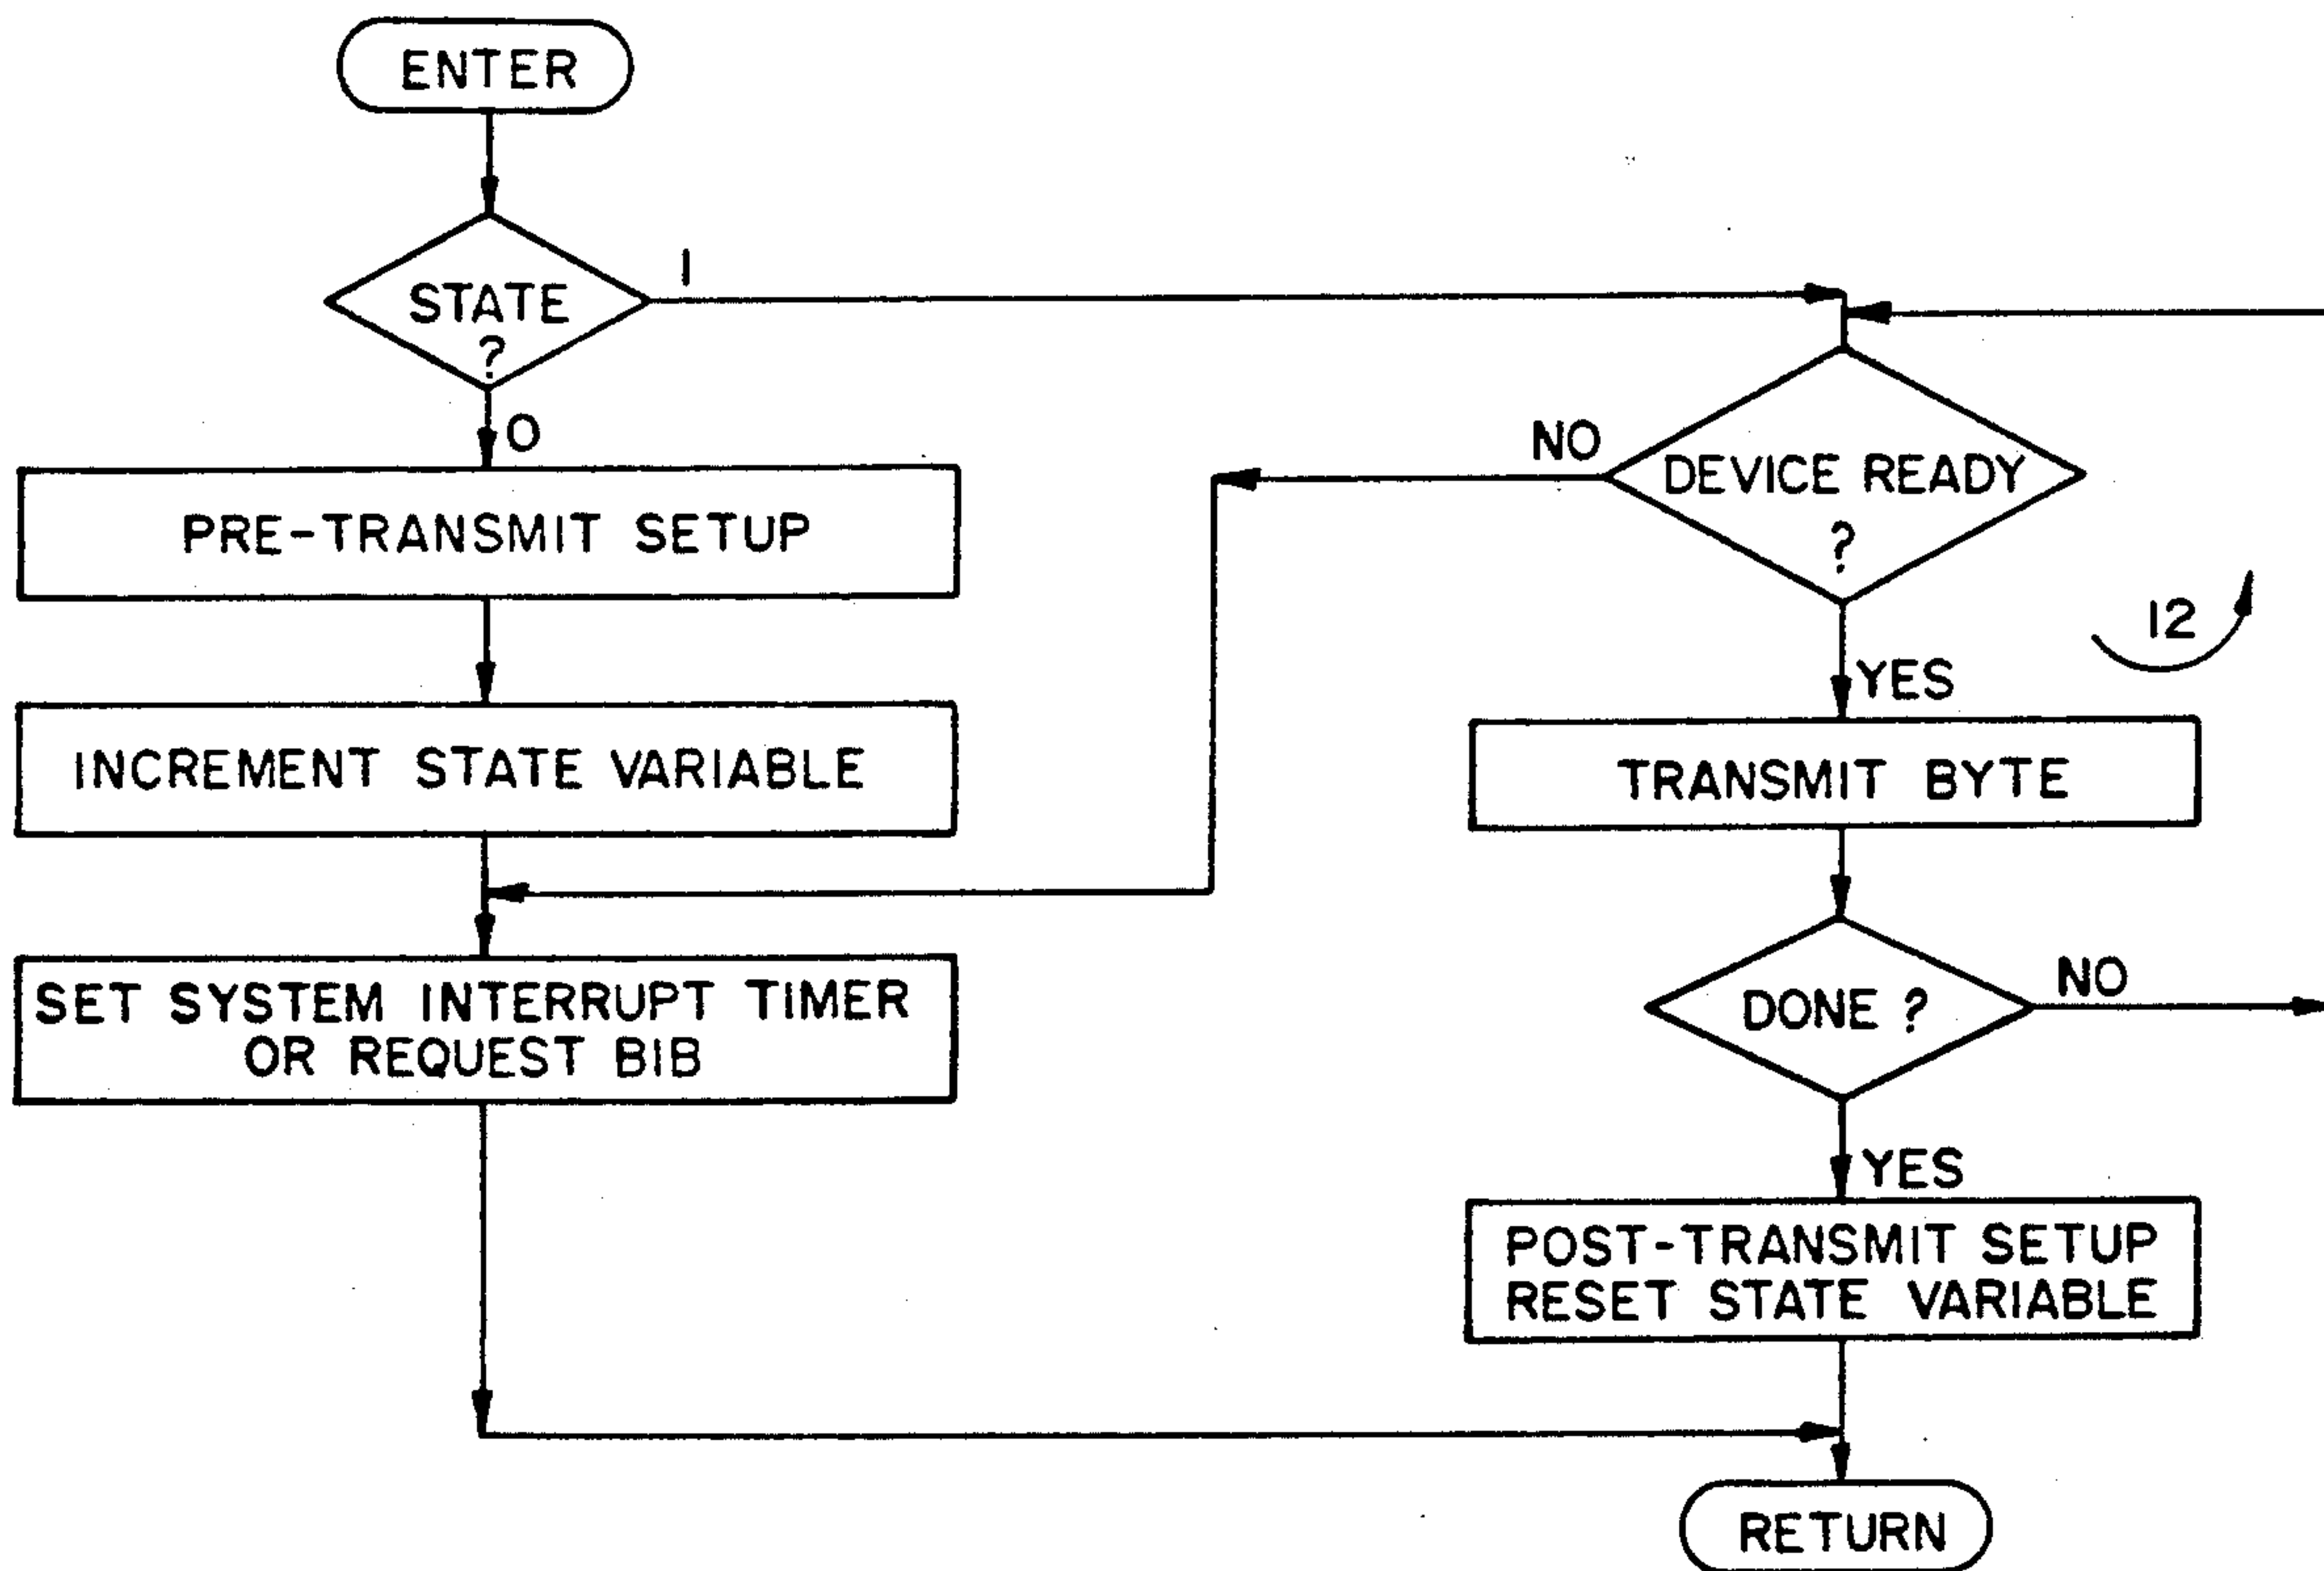 ENTER
STATE
?
1
0
PRE-TRANSMIT SETUP
INCREMENT STATE VARIABLE
SET SYSTEM INTERRUPT TIMER
OR REQUEST BIB
NO
DEVICE READY
?
12
YES
TRANSMIT BYTE
DONE ?
NO
YES
POST-TRANSMIT SETUP
RESET STATE VARIABLE
RETURN